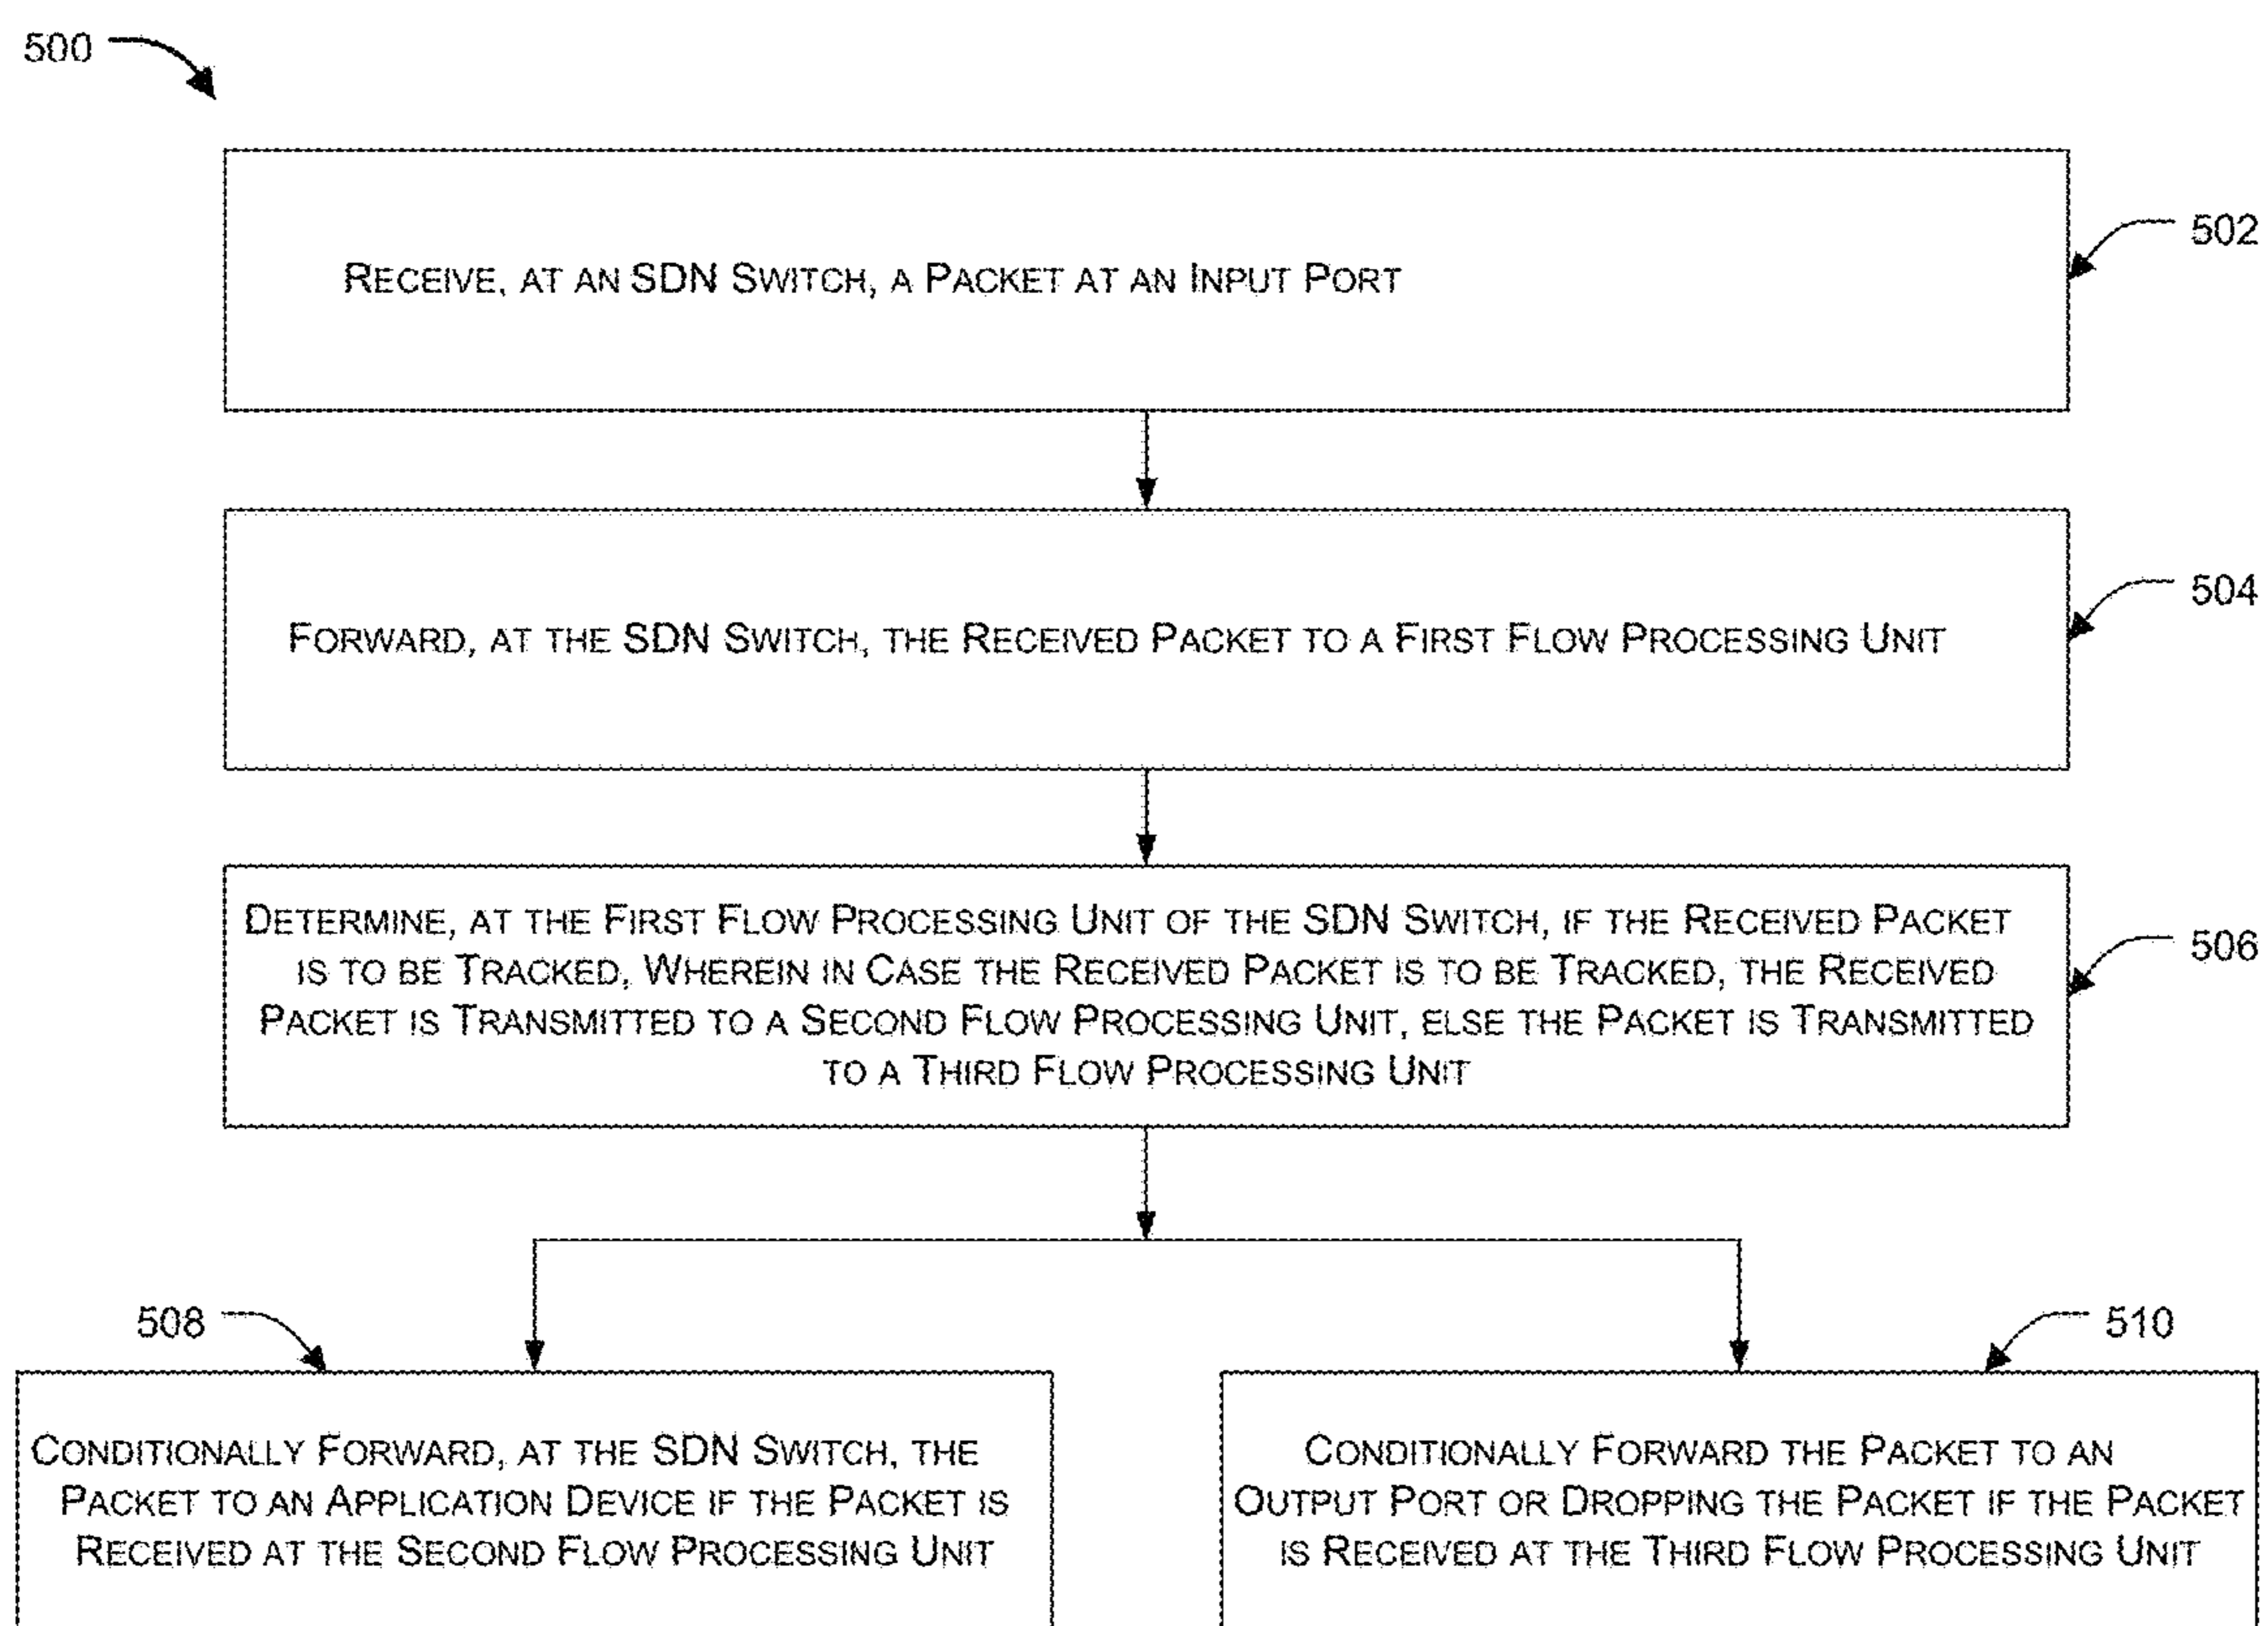 500
502
RECEIVE, AT AN SDN SWITCH, A PACKET AT AN INPUT PORT
504
FORWARD, AT THE SDN SWITCH, THE RECEIVED PACKET TO A FIRST FLOW PROCESSING UNIT
DETERMINE, AT THE FIRST FLOW PROCESSING UNIT OF THE SDN SWITCH, IF THE RECEIVED PACKET
506
IS TO BE TRACKED, WHEREIN IN CASE THE RECEIVED PACKET IS TO BE TRACKED, THE RECEIVED
PACKET IS TRANSMITTED TO A SECOND FLOW PROCESSING UNIT, ELSE THE PACKET IS TRANSMITTED
TO A THIRD FLOW PROCESSING UNIT
508
CONDITIONALLY FORWARD, AT THE SDN SWITCH, THE
PACKET TO AN APPLICATION DEVICE IF THE PACKET IS
RECEIVED AT THE SECOND FLOW PROCESSING UNIT
510
CONDITIONALLY FORWARD THE PACKET TO AN
OUTPUT PORT OR DROPPING THE PACKET IF THE PACKET
IS RECEIVED AT THE THIRD FLOW PROCESSING UNIT